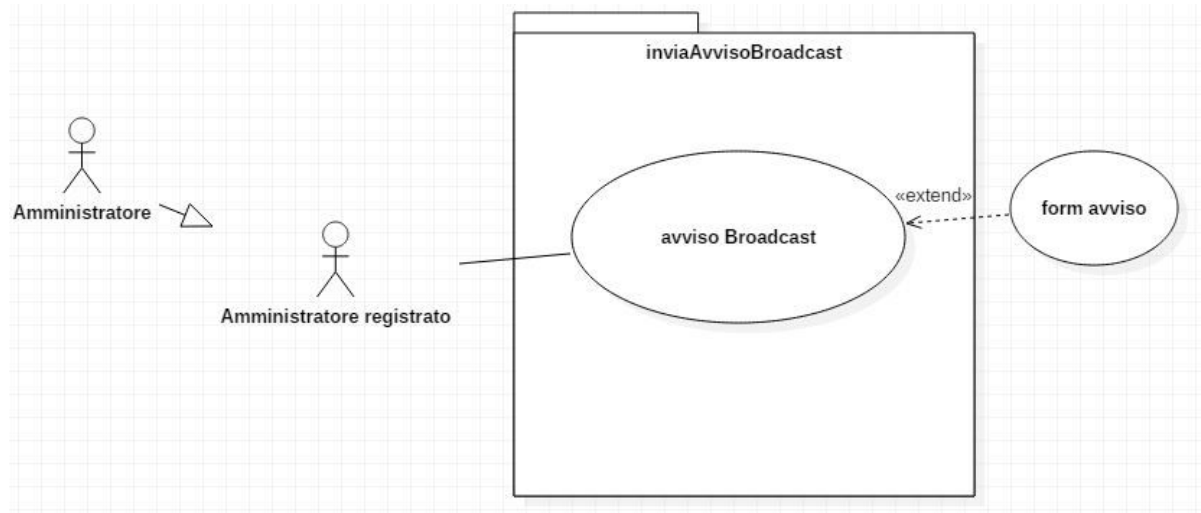 inviaAvvisoBroadcast
Amministratore
«extend»
form avviso
avviso Broadcast
Amministratore registrato